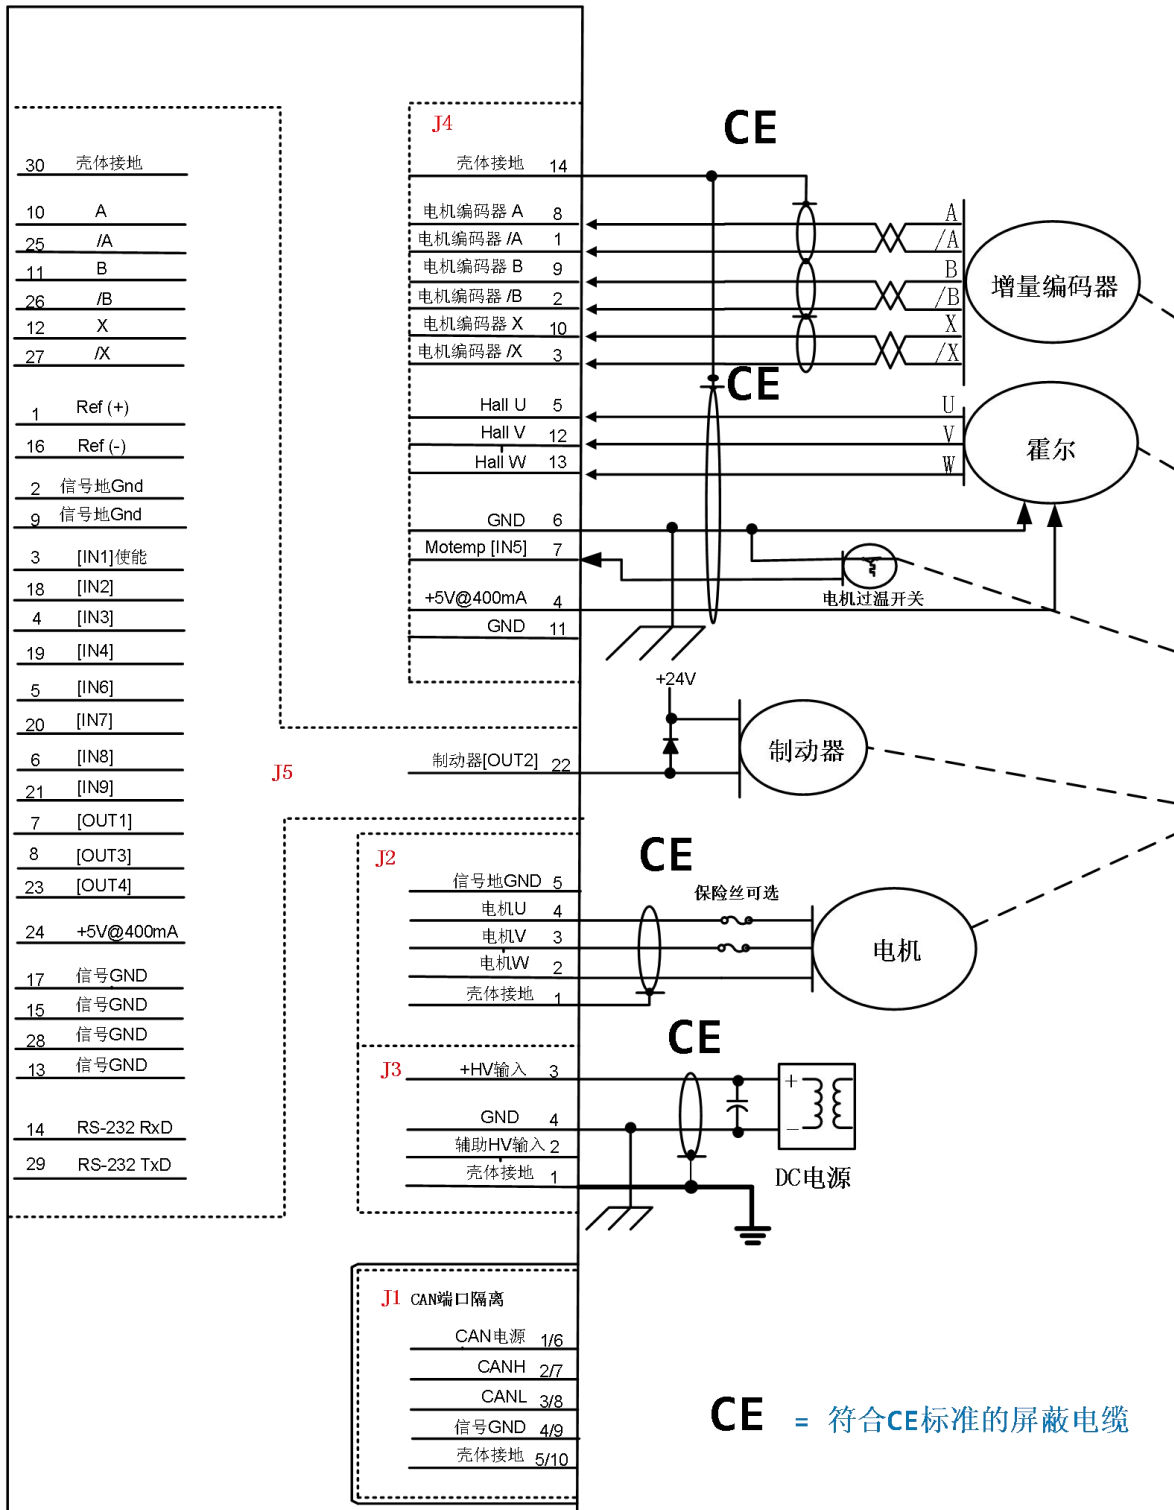 30 壳体接地
10 A
25 /A
11 B
26 /B
12 X
27 /X
1 Ref (+)
16 Ref (-)
2 信号地Gnd
9 信号地Gnd
3 [IN1]使能
18 [IN2]
4 [IN3]
19 [IN4]
5 [IN6]
20 [IN7]
6 [IN8]
21 [IN9]
7 [OUT1]
8 [OUT3]
23 [OUT4]
24 +5V@400mA
17 信号GND
15 信号GND
28 信号GND
13 信号GND
14 RS-232 RxD
29 RS-232 TxD
J5
J4
壳体接地 14
电机编码器 A 8
电机编码器 /A 1
电机编码器 B 9
电机编码器 /B 2
电机编码器 X 10
电机编码器 /X 3
Hall U 5
Hall V 12
Hall W 13
GND 6
Motemp [IN5] 7
+5V@400mA 4
GND 11
CE
A
/A
B
/B
X
/X
增量编码器
CE
U
V
W
霍尔
电机过温开关
+24V
制动器[OUT2] 22
制动器
J2
CE
信号地GND 5
电机U 4
电机V 3
电机W 2
壳体接地 1
保险丝可选
电机
J3
CE
+HV输入 3
GND 4
辅助HV输入 2
壳体接地 1
+
−
DC电源
J1 CAN端口隔离
CAN电源 1/6
CANH 2/7
CANL 3/8
信号GND 4/9
壳体接地 5/10
CE = 符合CE标准的屏蔽电缆